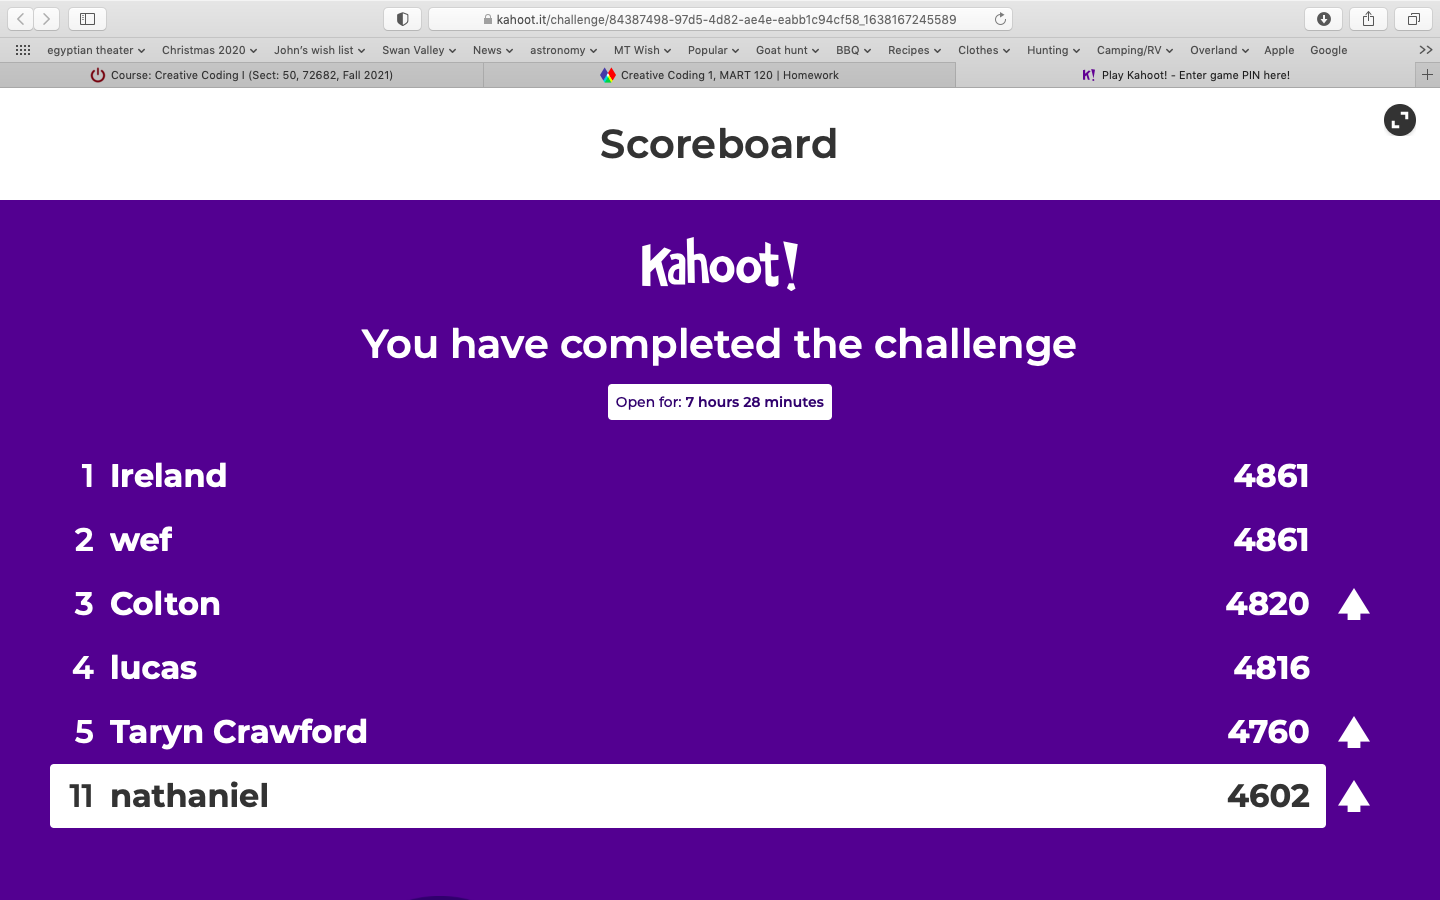 kahoot.it/challenge/84387498-97d5-4d82-ae4e-eabb1c94cf58_1638167245589
egyptian theater Christmas 2020 John's wish list Swan Valley News astronomy MT Wish Popular Goat hunt BBQ Recipes Clothes Hunting Camping/RV Overland Apple Google
Course: Creative Coding I (Sect: 50, 72682, Fall 2021) Creative Coding 1, MART 120 | Homework K! Play Kahoot! - Enter game PIN here!
Scoreboard
Kahoot!
You have completed the challenge
Open for: 7 hours 28 minutes
1 Ireland 4861
2 wef 4861
3 Colton 4820
4 lucas 4816
5 Taryn Crawford 4760
11 nathaniel 4602